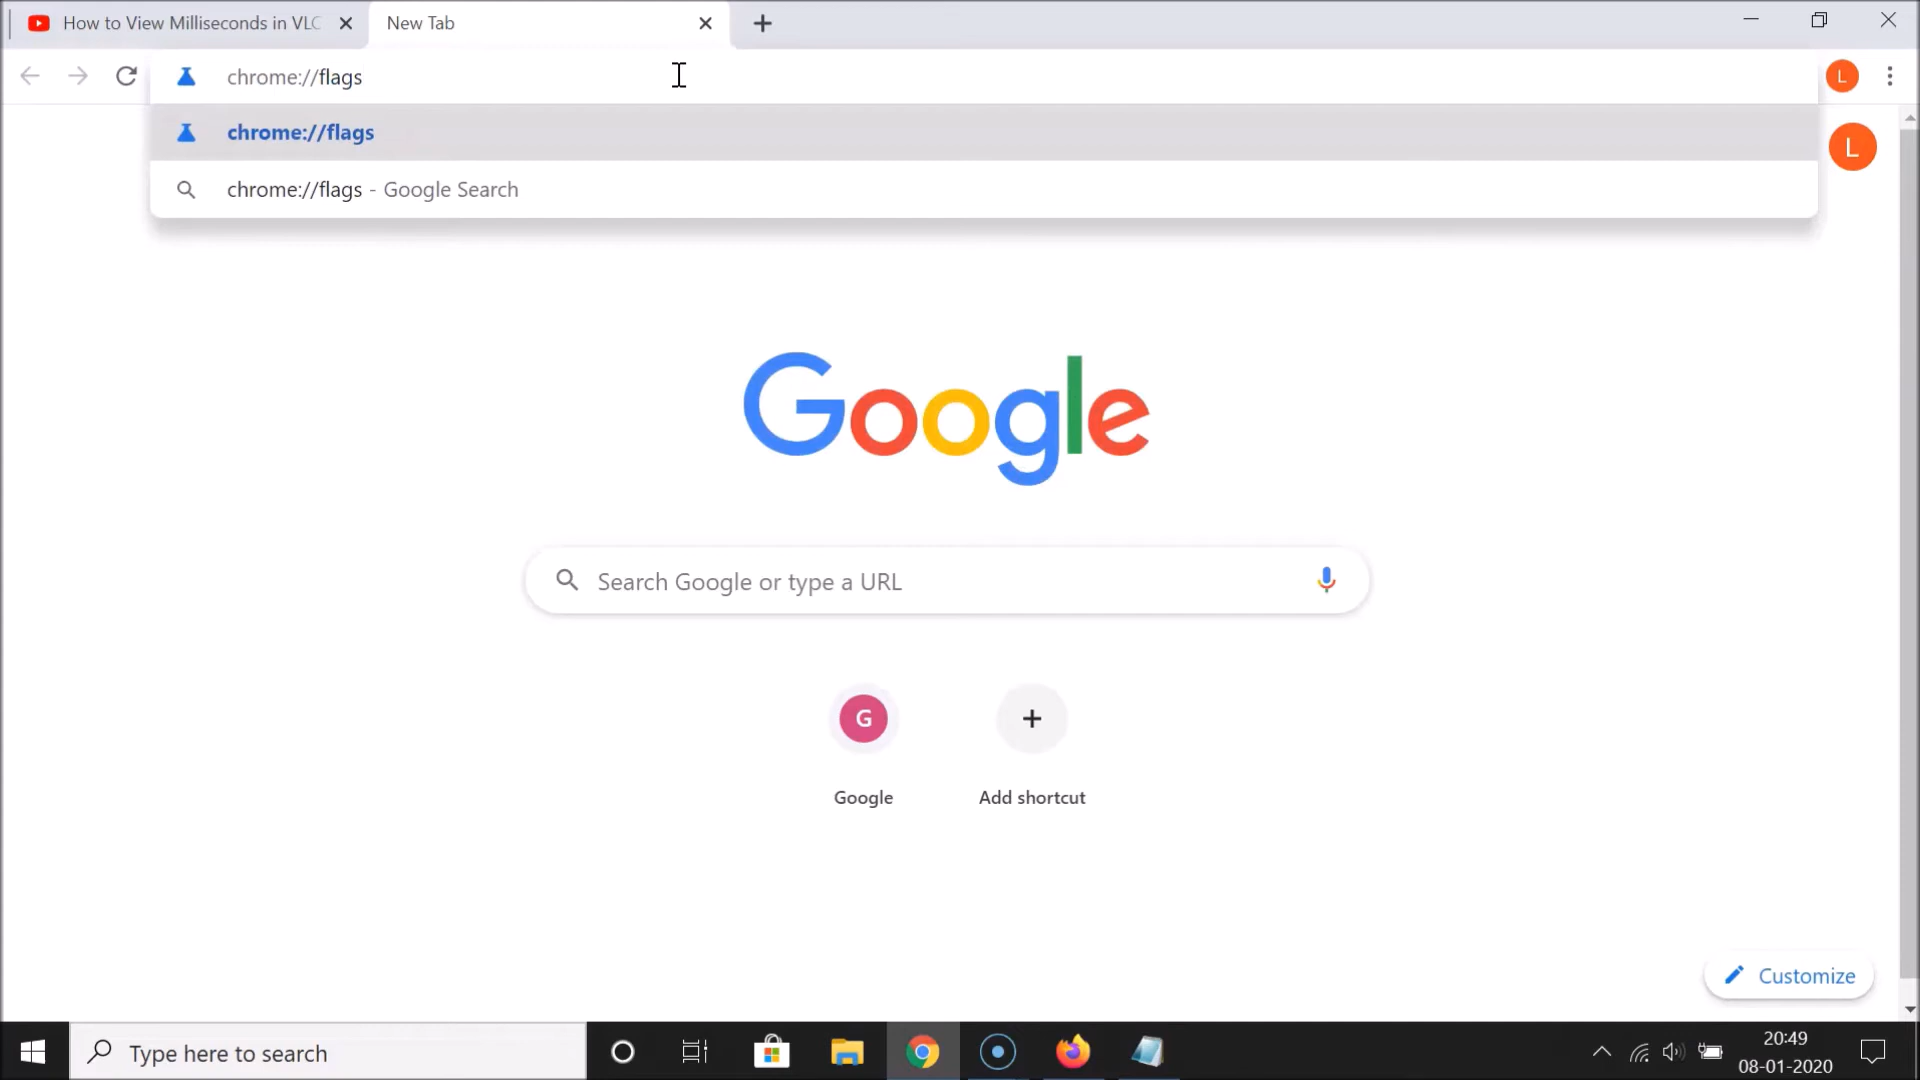 How to View Milliseconds in VLC
New Tab
chrome://flags
L
chrome://flags
L
chrome://flags - Google Search
Google
Search Google or type a URL
G
Google
Add shortcut
Customize
Type here to search
20:49
08-01-2020